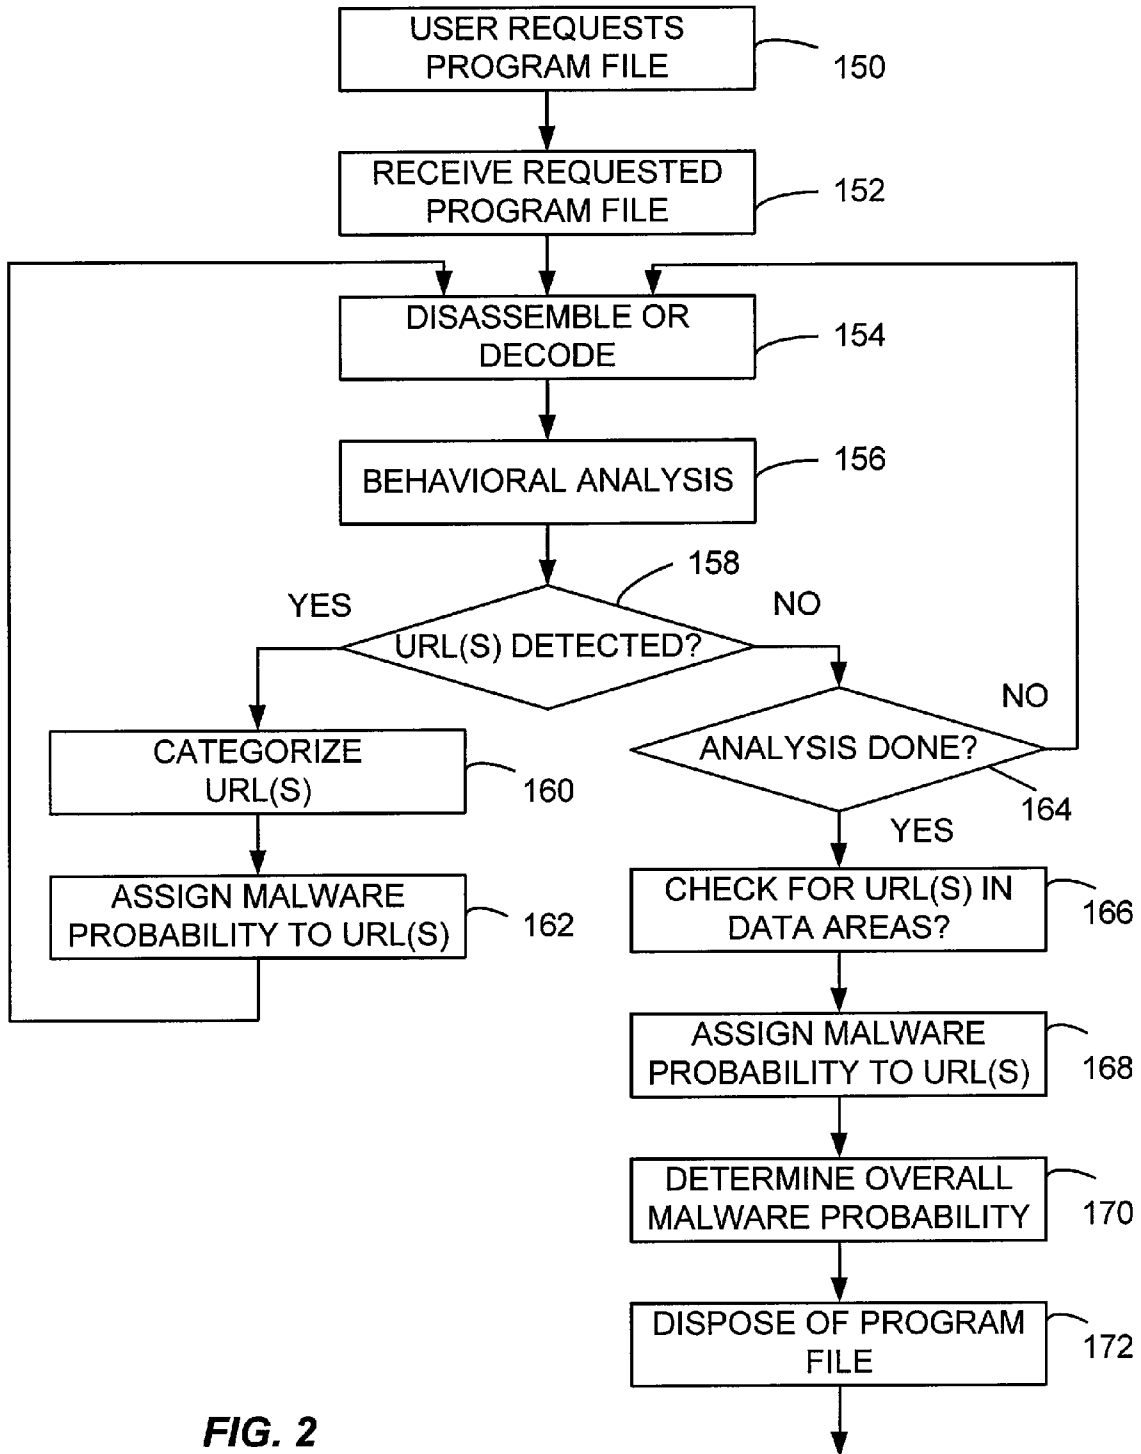 USER REQUESTS
PROGRAM FILE
150
RECEIVE REQUESTED
PROGRAM FILE
152
DISASSEMBLE OR
DECODE
154
BEHAVIORAL ANALYSIS
156
158
YES
NO
URL(S) DETECTED?
NO
CATEGORIZE
URL(S)
160
ANALYSIS DONE?
164
YES
ASSIGN MALWARE
PROBABILITY TO URL(S)
162
CHECK FOR URL(S) IN
DATA AREAS?
166
ASSIGN MALWARE
PROBABILITY TO URL(S)
168
DETERMINE OVERALL
MALWARE PROBABILITY
170
DISPOSE OF PROGRAM
FILE
172
FIG. 2